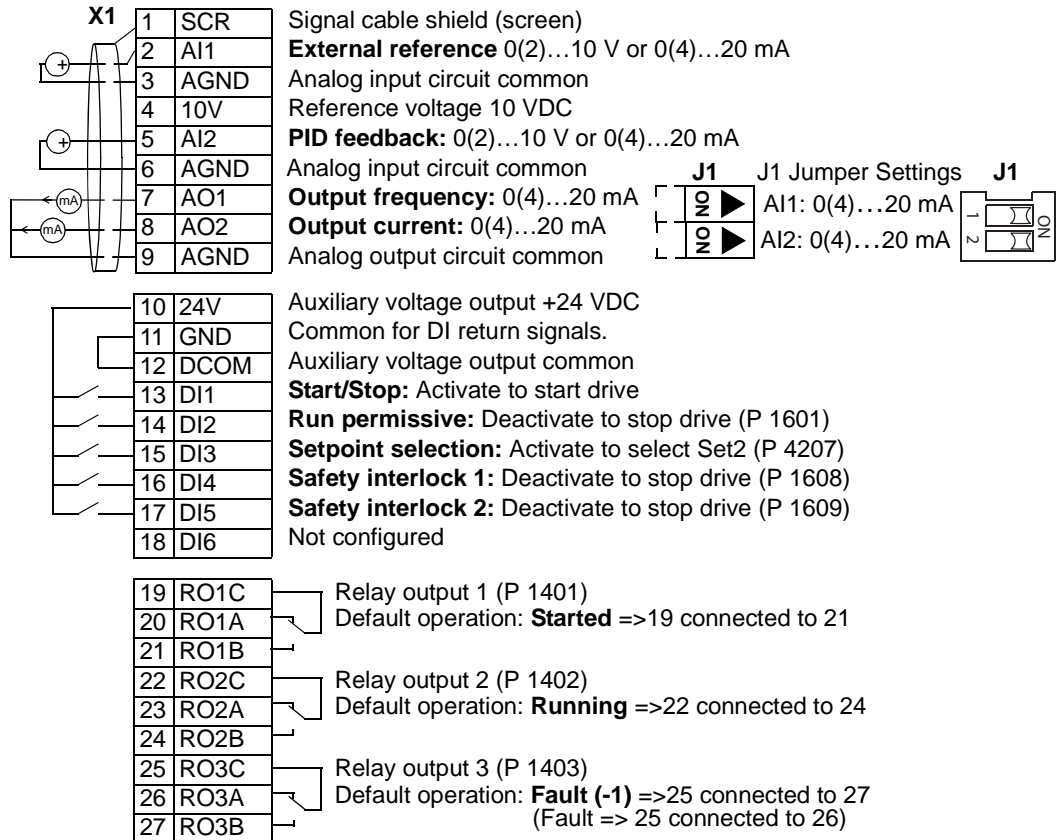 X1
1 SCR Signal cable shield (screen)
2 AI1 External reference 0(2)…10 V or 0(4)…20 mA
+
3 AGND Analog input circuit common
4 10V Reference voltage 10 VDC
5 AI2 PID feedback: 0(2)…10 V or 0(4)…20 mA
+
6 AGND Analog input circuit common
J1 J1 Jumper Settings J1
7 AO1 Output frequency: 0(4)…20 mA
mA
ON AI1: 0(4)…20 mA
8 AO2 Output current: 0(4)…20 mA
mA
ON AI2: 0(4)…20 mA
1 2 ON
9 AGND Analog output circuit common
10 24V Auxiliary voltage output +24 VDC
11 GND Common for DI return signals.
12 DCOM Auxiliary voltage output common
13 DI1 Start/Stop: Activate to start drive
14 DI2 Run permissive: Deactivate to stop drive (P 1601)
15 DI3 Setpoint selection: Activate to select Set2 (P 4207)
16 DI4 Safety interlock 1: Deactivate to stop drive (P 1608)
17 DI5 Safety interlock 2: Deactivate to stop drive (P 1609)
18 DI6 Not configured
19 RO1C Relay output 1 (P 1401)
20 RO1A Default operation: Started =>19 connected to 21
21 RO1B
22 RO2C Relay output 2 (P 1402)
23 RO2A Default operation: Running =>22 connected to 24
24 RO2B
25 RO3C Relay output 3 (P 1403)
26 RO3A Default operation: Fault (-1) =>25 connected to 27
27 RO3B (Fault => 25 connected to 26)